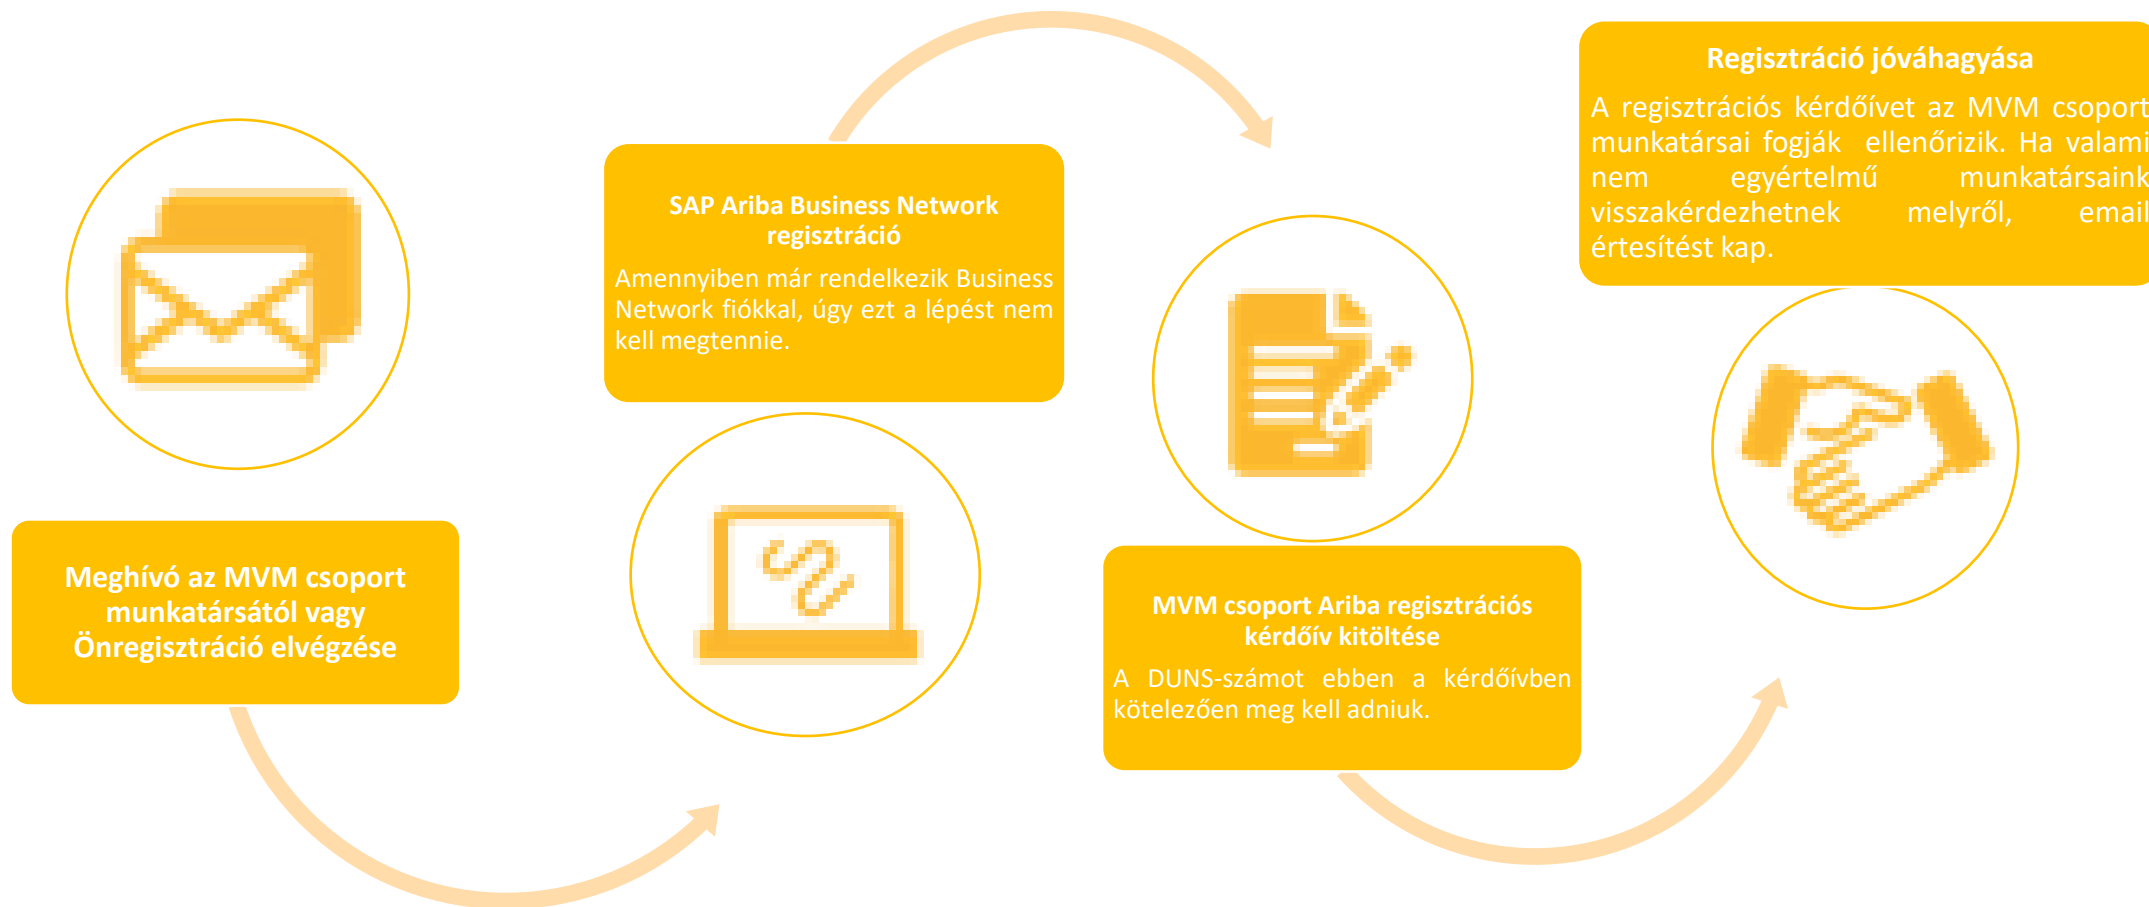 Meghívó az MVM csoport
munkatársától vagy
Önregisztráció elvégzése
SAP Ariba Business Network
regisztráció
Amennyiben már rendelkezik Business
Network fiókkal, úgy ezt a lépést nem
kell megtennie.
MVM csoport Ariba regisztrációs
kérdőív kitöltése
A DUNS-számot ebben a kérdőívben
kötelezően meg kell adniuk.
Regisztráció jóváhagyása
A regisztrációs kérdőívet az MVM csoport
munkatársai fogják ellenőrizik. Ha valami
nem egyértelmű munkatársaink
visszakérdezhetnek melyről, email
értesítést kap.